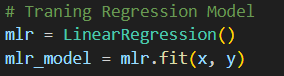 # Traning Regression Model
mlr = LinearRegression()
mlr_model = mlr.fit(x, y)